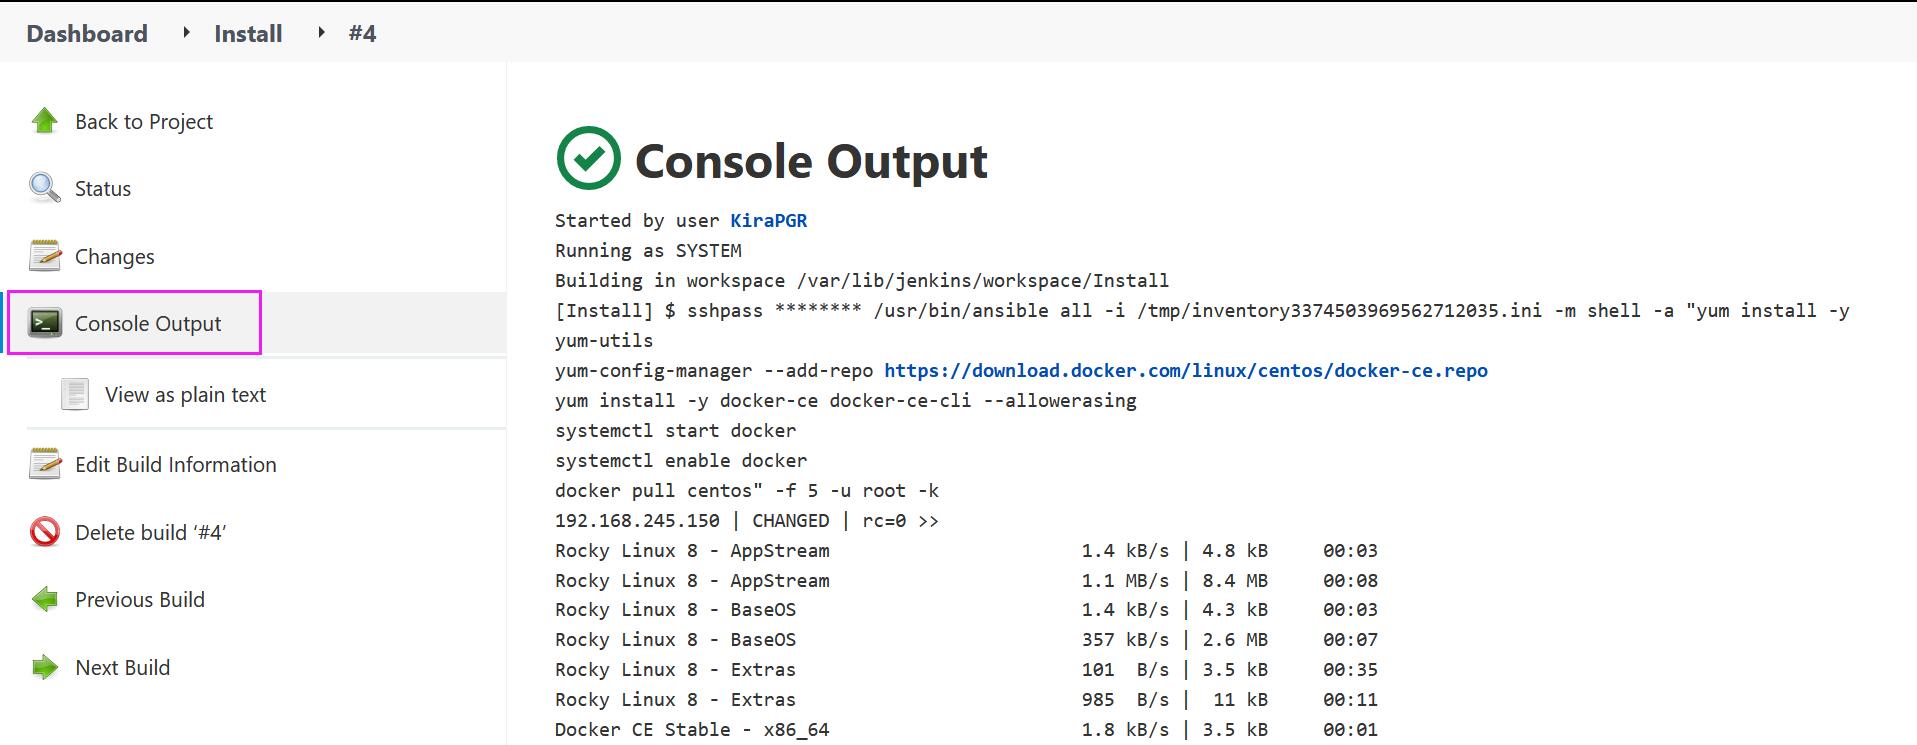 Dashboard ▸ Install ▸ #4
Back to Project
Status
Changes
Console Output
View as plain text
Edit Build Information
Delete build ‘#4’
Previous Build
Next Build
Console Output
Started by user KiraPGR
Running as SYSTEM
Building in workspace /var/lib/jenkins/workspace/Install
[Install] $ sshpass ******** /usr/bin/ansible all -i /tmp/inventory3374503969562712035.ini -m shell -a "yum install -y
yum-utils
yum-config-manager --add-repo https://download.docker.com/linux/centos/docker-ce.repo
yum install -y docker-ce docker-ce-cli --allowerasing
systemctl start docker
systemctl enable docker
docker pull centos" -f 5 -u root -k
192.168.245.150 | CHANGED | rc=0 >>
Rocky Linux 8 - AppStream                       1.4 kB/s | 4.8 kB     00:03
Rocky Linux 8 - AppStream                       1.1 MB/s | 8.4 MB     00:08
Rocky Linux 8 - BaseOS                          1.4 kB/s | 4.3 kB     00:03
Rocky Linux 8 - BaseOS                          357 kB/s | 2.6 MB     00:07
Rocky Linux 8 - Extras                          101  B/s | 3.5 kB     00:35
Rocky Linux 8 - Extras                          985  B/s |  11 kB     00:11
Docker CE Stable - x86_64                       1.8 kB/s | 3.5 kB     00:01